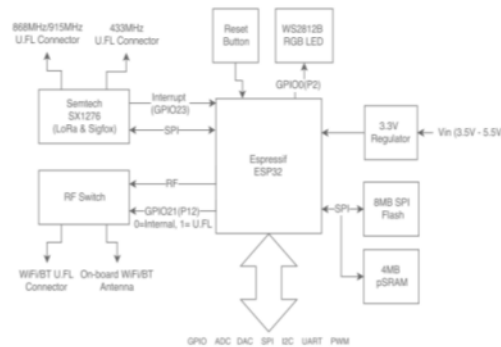 868MHz/915MHz
U.FL Connector
433MHz
U.FL Connector
Reset
Button
WS2812B
RGB LED
GPIO0(P2)
Semtech
SX1276
(LoRa & Sigfox)
Interrupt
(GPIO23)
SPI
Espressif
ESP32
3.3V
Regulator
Vin (3.5V - 5.5V
RF Switch
RF
GPIO21(P12)
0=Internal, 1= U.FL
SPI
8MB SPI
Flash
4MB
pSRAM
WiFi/BT U.FL
Connector
On-board WiFi/BT
Antenna
GPIO ADC DAC SPI I2C UART PWM